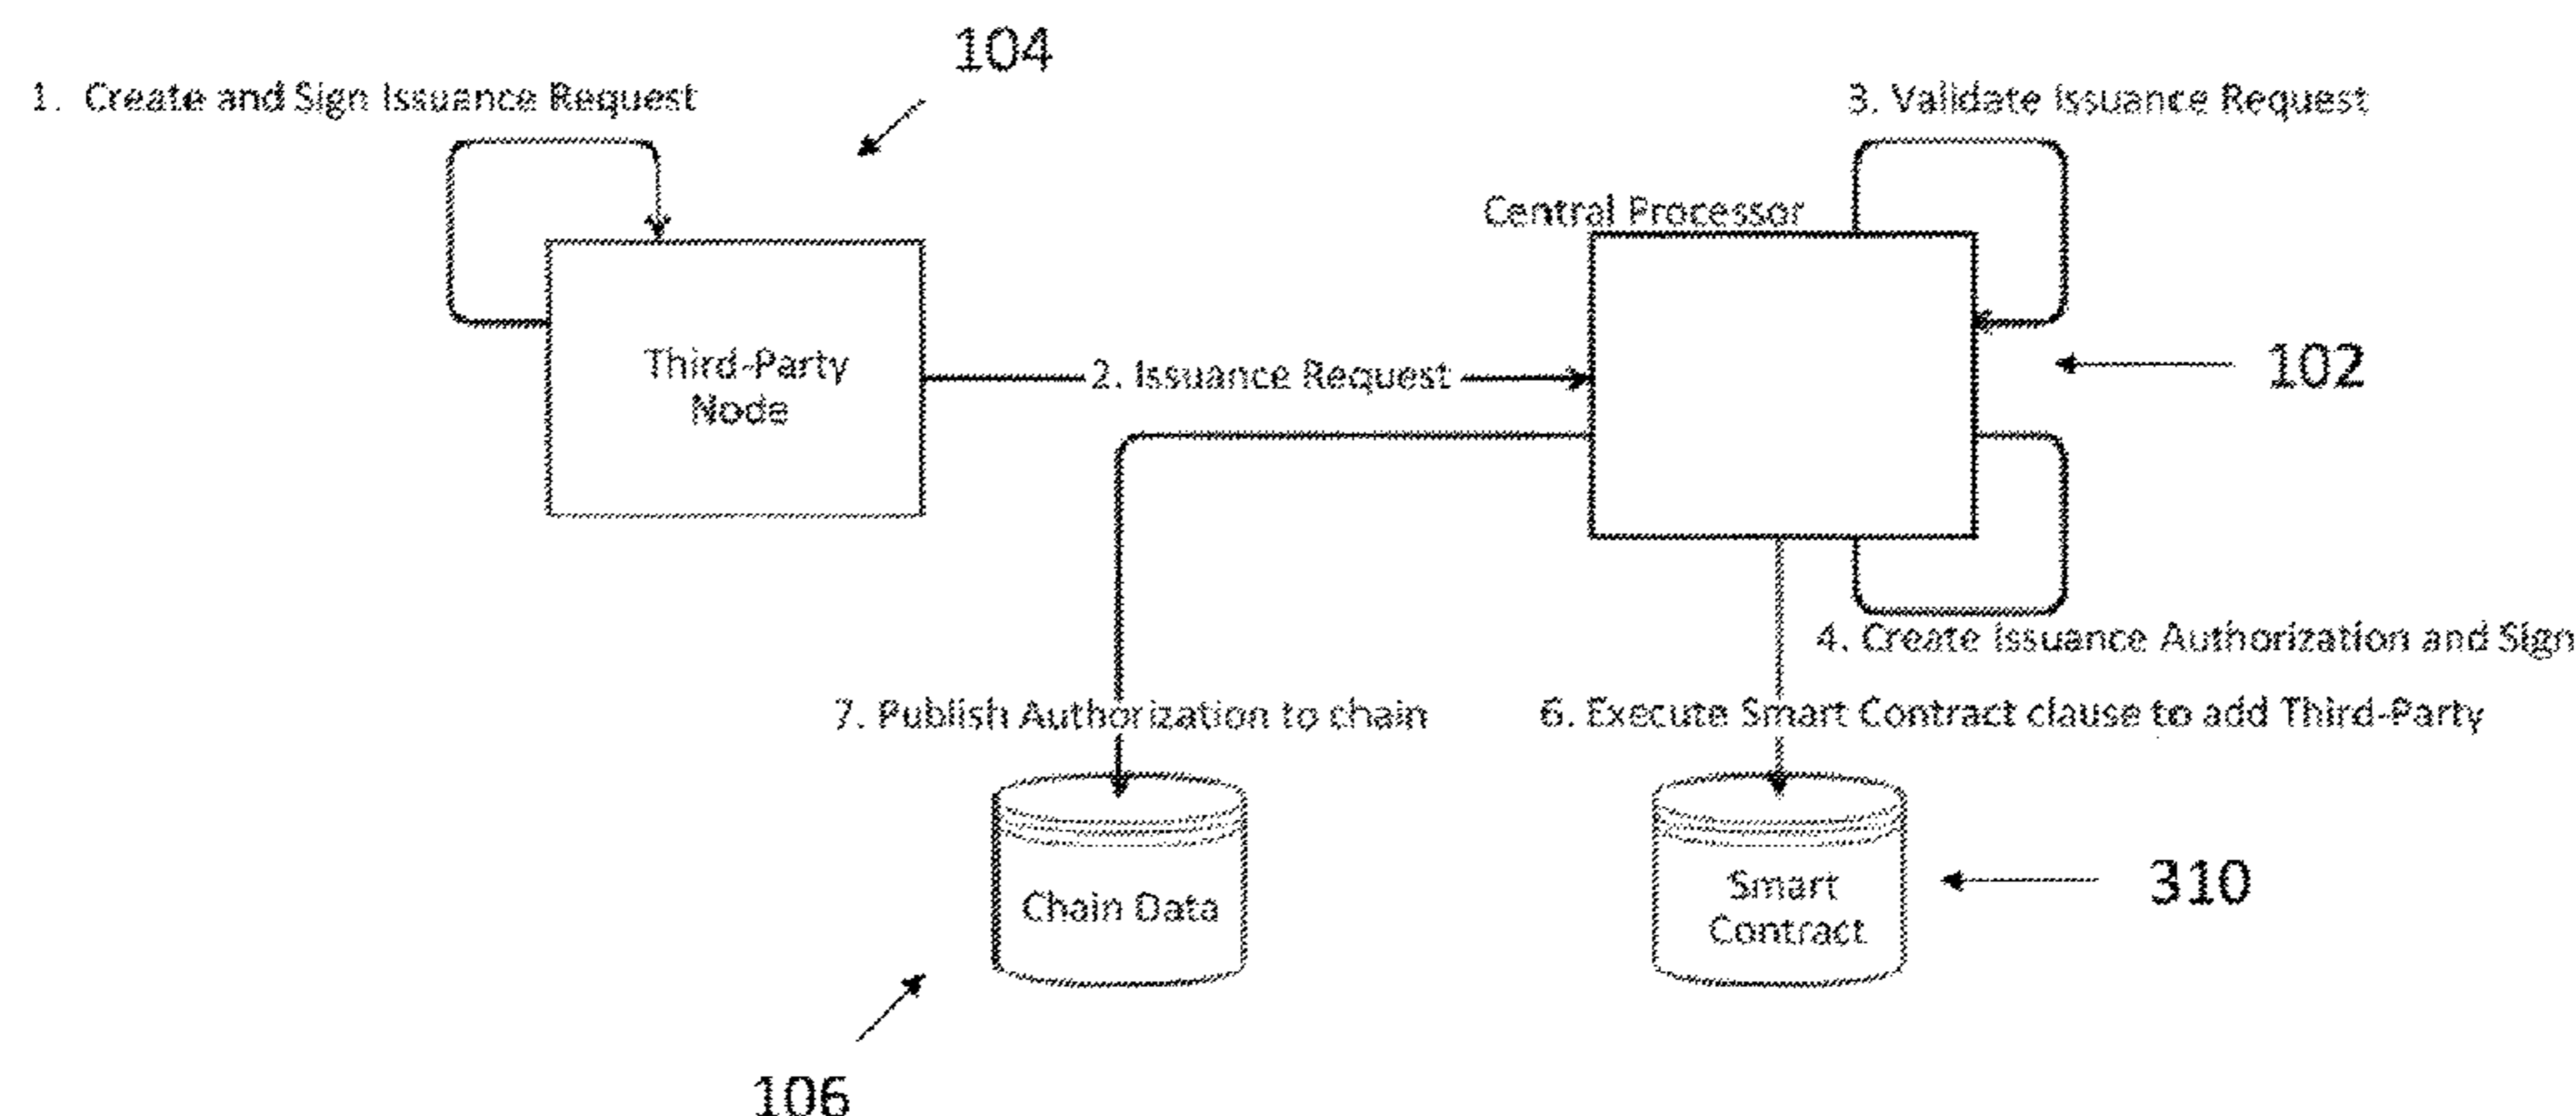 104
1. Create and Sign Issuance Request
3. Validate Issuance Request
Central Processor
Third-Party
Node
2. Issuance Request
102
4. Create Issuance Authorization and Sign
7. Publish Authorization to chain
6. Execute Smart Contract clause to add Third-Party
Chain Data
Smart
Contract
310
106